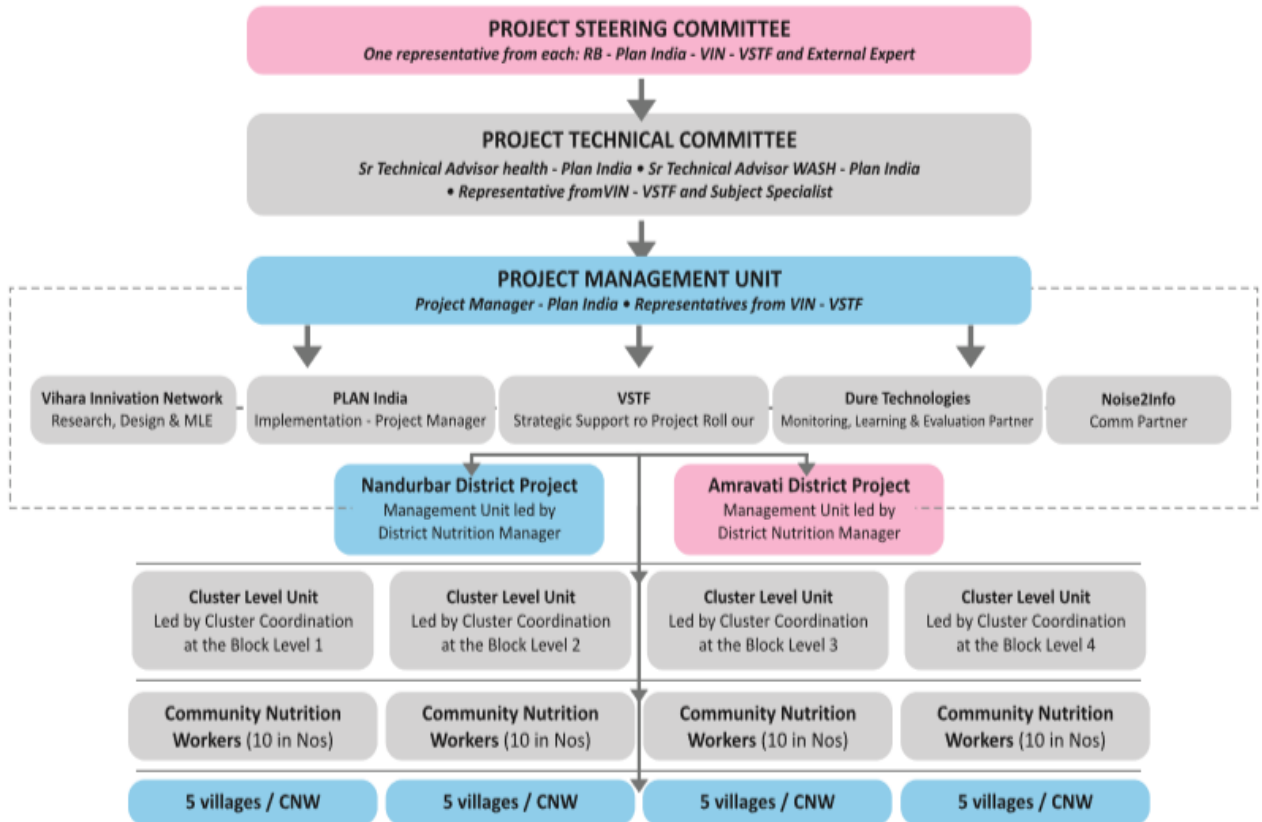 PROJECT STEERING COMMITTEE
One representative from each: RB - Plan India - VIN - VSTF and External Expert
PROJECT TECHNICAL COMMITTEE
Sr Technical Advisor health - Plan India • Sr Technical Advisor WASH - Plan India
• Representative fromVIN - VSTF and Subject Specialist
PROJECT MANAGEMENT UNIT
Project Manager - Plan India • Representatives from VIN - VSTF
Vihara Innivation Network
Research, Design & MLE
PLAN India
Implementation - Project Manager
VSTF
Strategic Support ro Project Roll our
Dure Technologies
Monitoring, Learning & Evaluation Partner
Noise2Info
Comm Partner
Nandurbar District Project
Management Unit led by
District Nutrition Manager
Amravati District Project
Management Unit led by
District Nutrition Manager
Cluster Level Unit
Led by Cluster Coordination
at the Block Level 1
Cluster Level Unit
Led by Cluster Coordination
at the Block Level 2
Cluster Level Unit
Led by Cluster Coordination
at the Block Level 3
Cluster Level Unit
Led by Cluster Coordination
at the Block Level 4
Community Nutrition
Workers (10 in Nos)
Community Nutrition
Workers (10 in Nos)
Community Nutrition
Workers (10 in Nos)
Community Nutrition
Workers (10 in Nos)
5 villages / CNW
5 villages / CNW
5 villages / CNW
5 villages / CNW